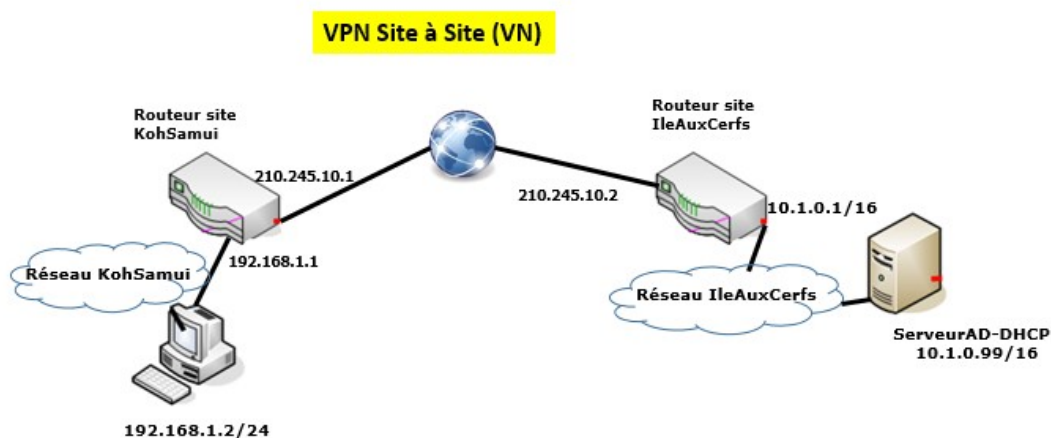 VPN Site à Site (VN)
Routeur site
KohSamui
Routeur site
IleAuxCerfs
210.245.10.1
210.245.10.2
10.1.0.1/16
192.168.1.1
Réseau KohSamui
Réseau IleAuxCerfs
ServeurAD-DHCP
10.1.0.99/16
192.168.1.2/24